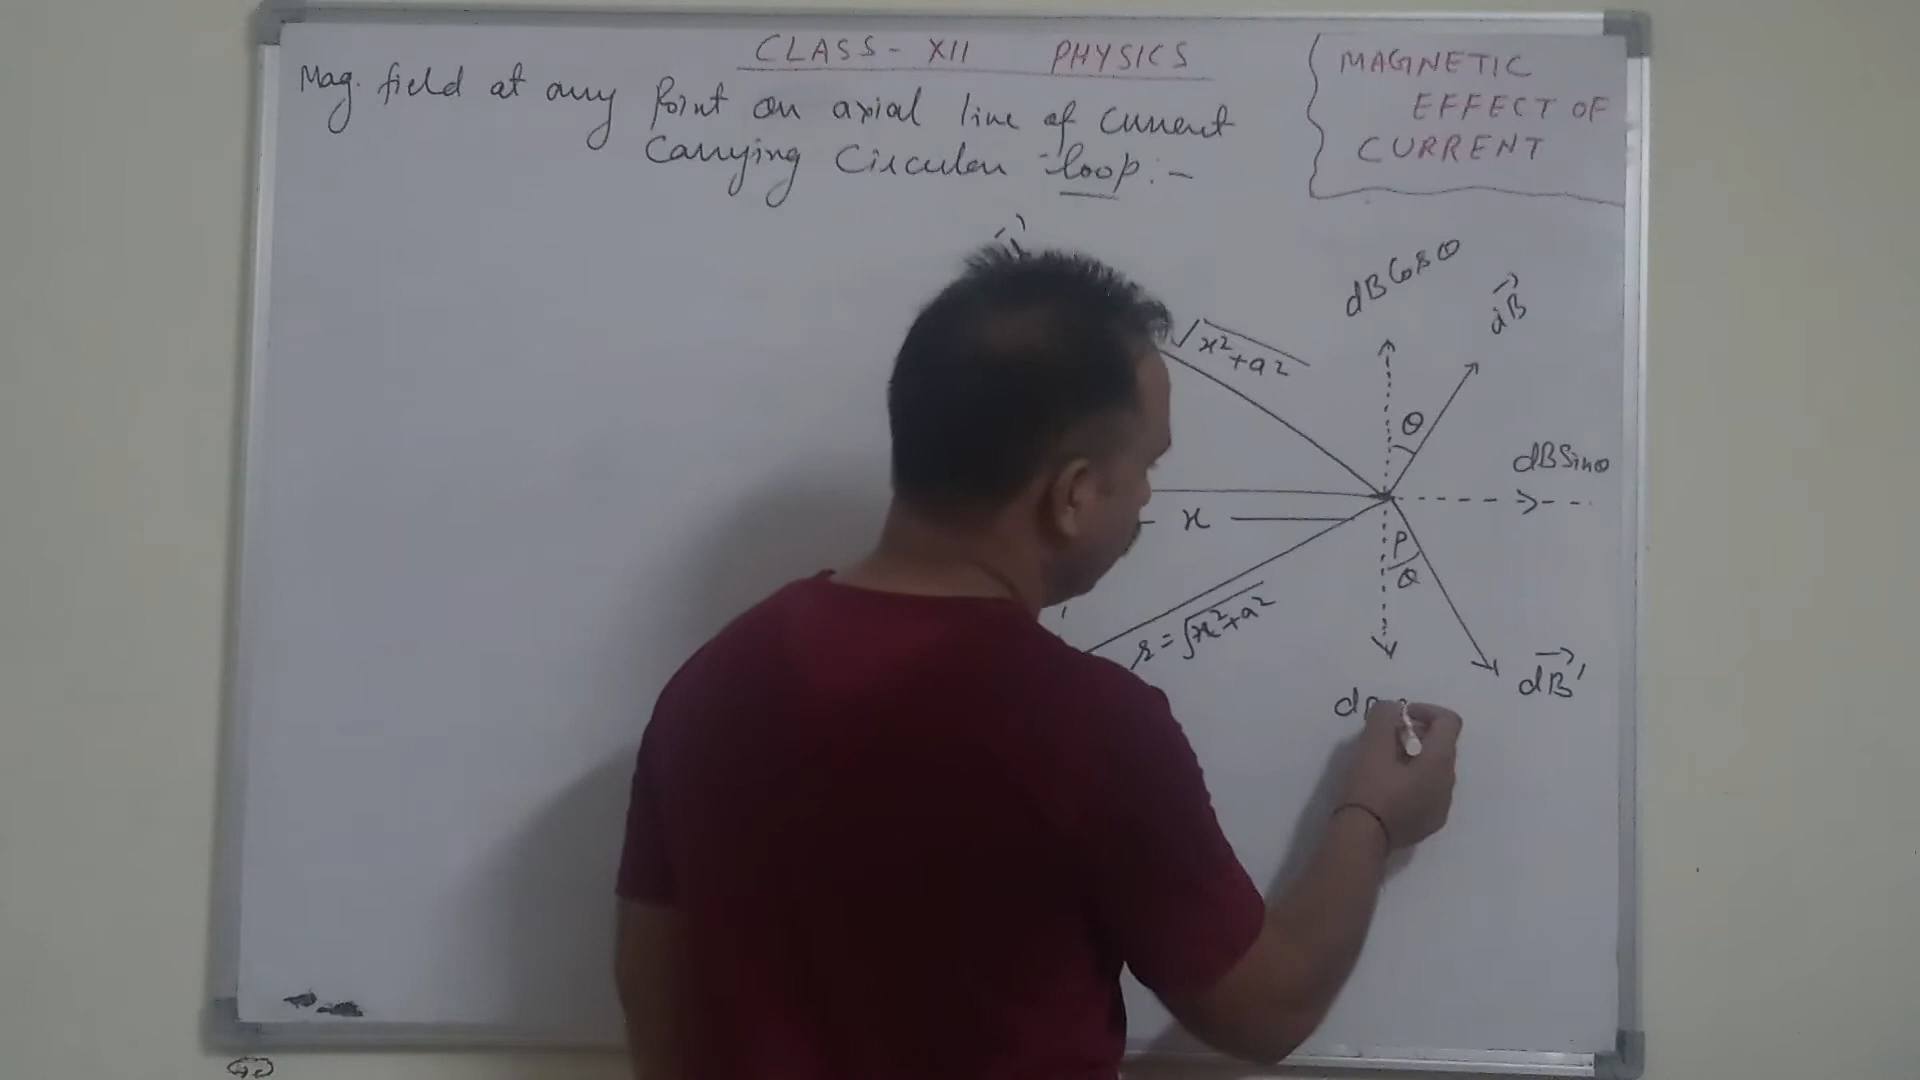 CLASS - XII PHYSICS
Mag. field at any Point on axial line of current
Carrying Circular loop :-
MAGNETIC
EFFECT OF
CURRENT
dB Cos θ
dB
√x²+a²
θ
dB Sinθ
x
P
θ
r = √x²+a²
dB'